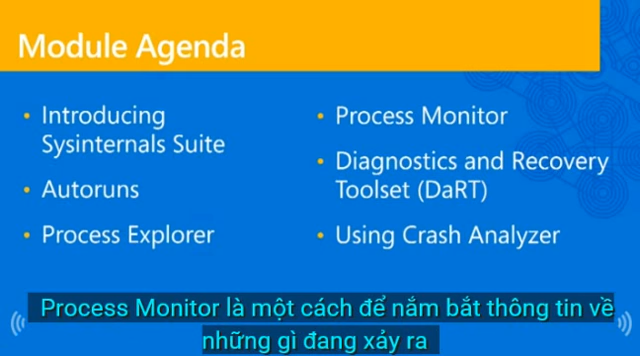 Module Agenda
• Introducing
Sysinternals Suite
• Autoruns
• Process Explorer
• Process Monitor
• Diagnostics and Recovery
Toolset (DaRT)
• Using Crash Analyzer
Process Monitor là một cách để nắm bắt thông tin về
những gì đang xảy ra